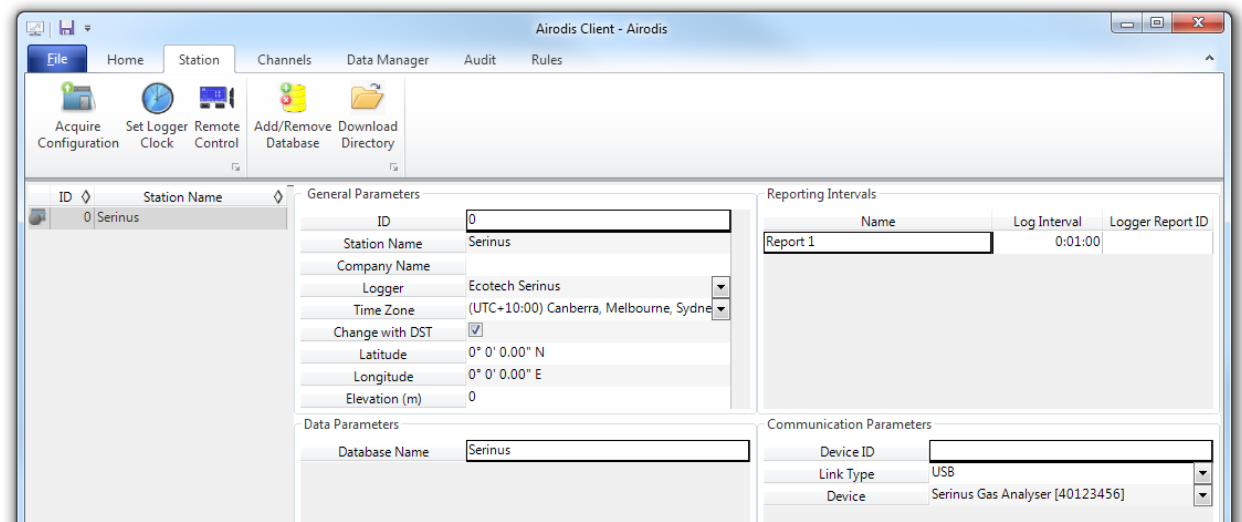 Airodis Client - Airodis
File Home Station Channels Data Manager Audit Rules
Acquire Configuration
Set Logger Clock
Remote Control
Add/Remove Database
Download Directory
ID Station Name
0 Serinus
General Parameters
ID 0
Station Name Serinus
Company Name
Logger Ecotech Serinus
Time Zone (UTC+10:00) Canberra, Melbourne, Sydne
Change with DST
Latitude 0° 0' 0.00" N
Longitude 0° 0' 0.00" E
Elevation (m) 0
Reporting Intervals
Name Log Interval Logger Report ID
Report 1 0:01:00
Data Parameters
Database Name Serinus
Communication Parameters
Device ID
Link Type USB
Device Serinus Gas Analyser [40123456]